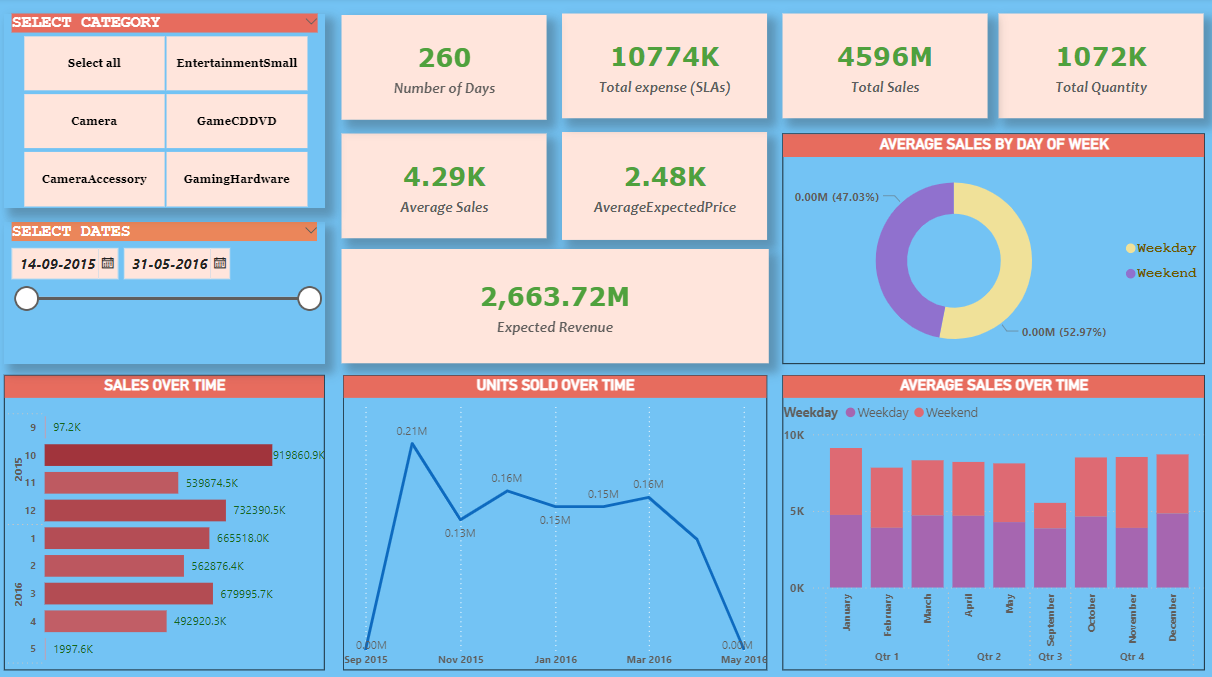 SELECT CATEGORY
Select all
EntertainmentSmall
Camera
GameCDDVD
CameraAccessory
GamingHardware
SELECT DATES
14-09-2015
31-05-2016
260
Number of Days
10774K
Total expense (SLAs)
4596M
Total Sales
1072K
Total Quantity
4.29K
Average Sales
2.48K
AverageExpectedPrice
2,663.72M
Expected Revenue
AVERAGE SALES BY DAY OF WEEK
0.00M (47.03%)
Weekday
Weekend
0.00M (52.97%)
SALES OVER TIME
2015
9 97.2K
10 919860.9K
11 539874.5K
12 732390.5K
2016
1 665518.0K
2 562876.4K
3 679995.7K
4 492920.3K
5 1997.6K
UNITS SOLD OVER TIME
0.00M
0.21M
0.13M
0.16M
0.15M
0.15M
0.16M
0.00M
Sep 2015
Nov 2015
Jan 2016
Mar 2016
May 2016
AVERAGE SALES OVER TIME
Weekday Weekday Weekend
10K
5K
0K
January
February
March
April
May
September
October
November
December
Qtr 1
Qtr 2
Qtr 3
Qtr 4